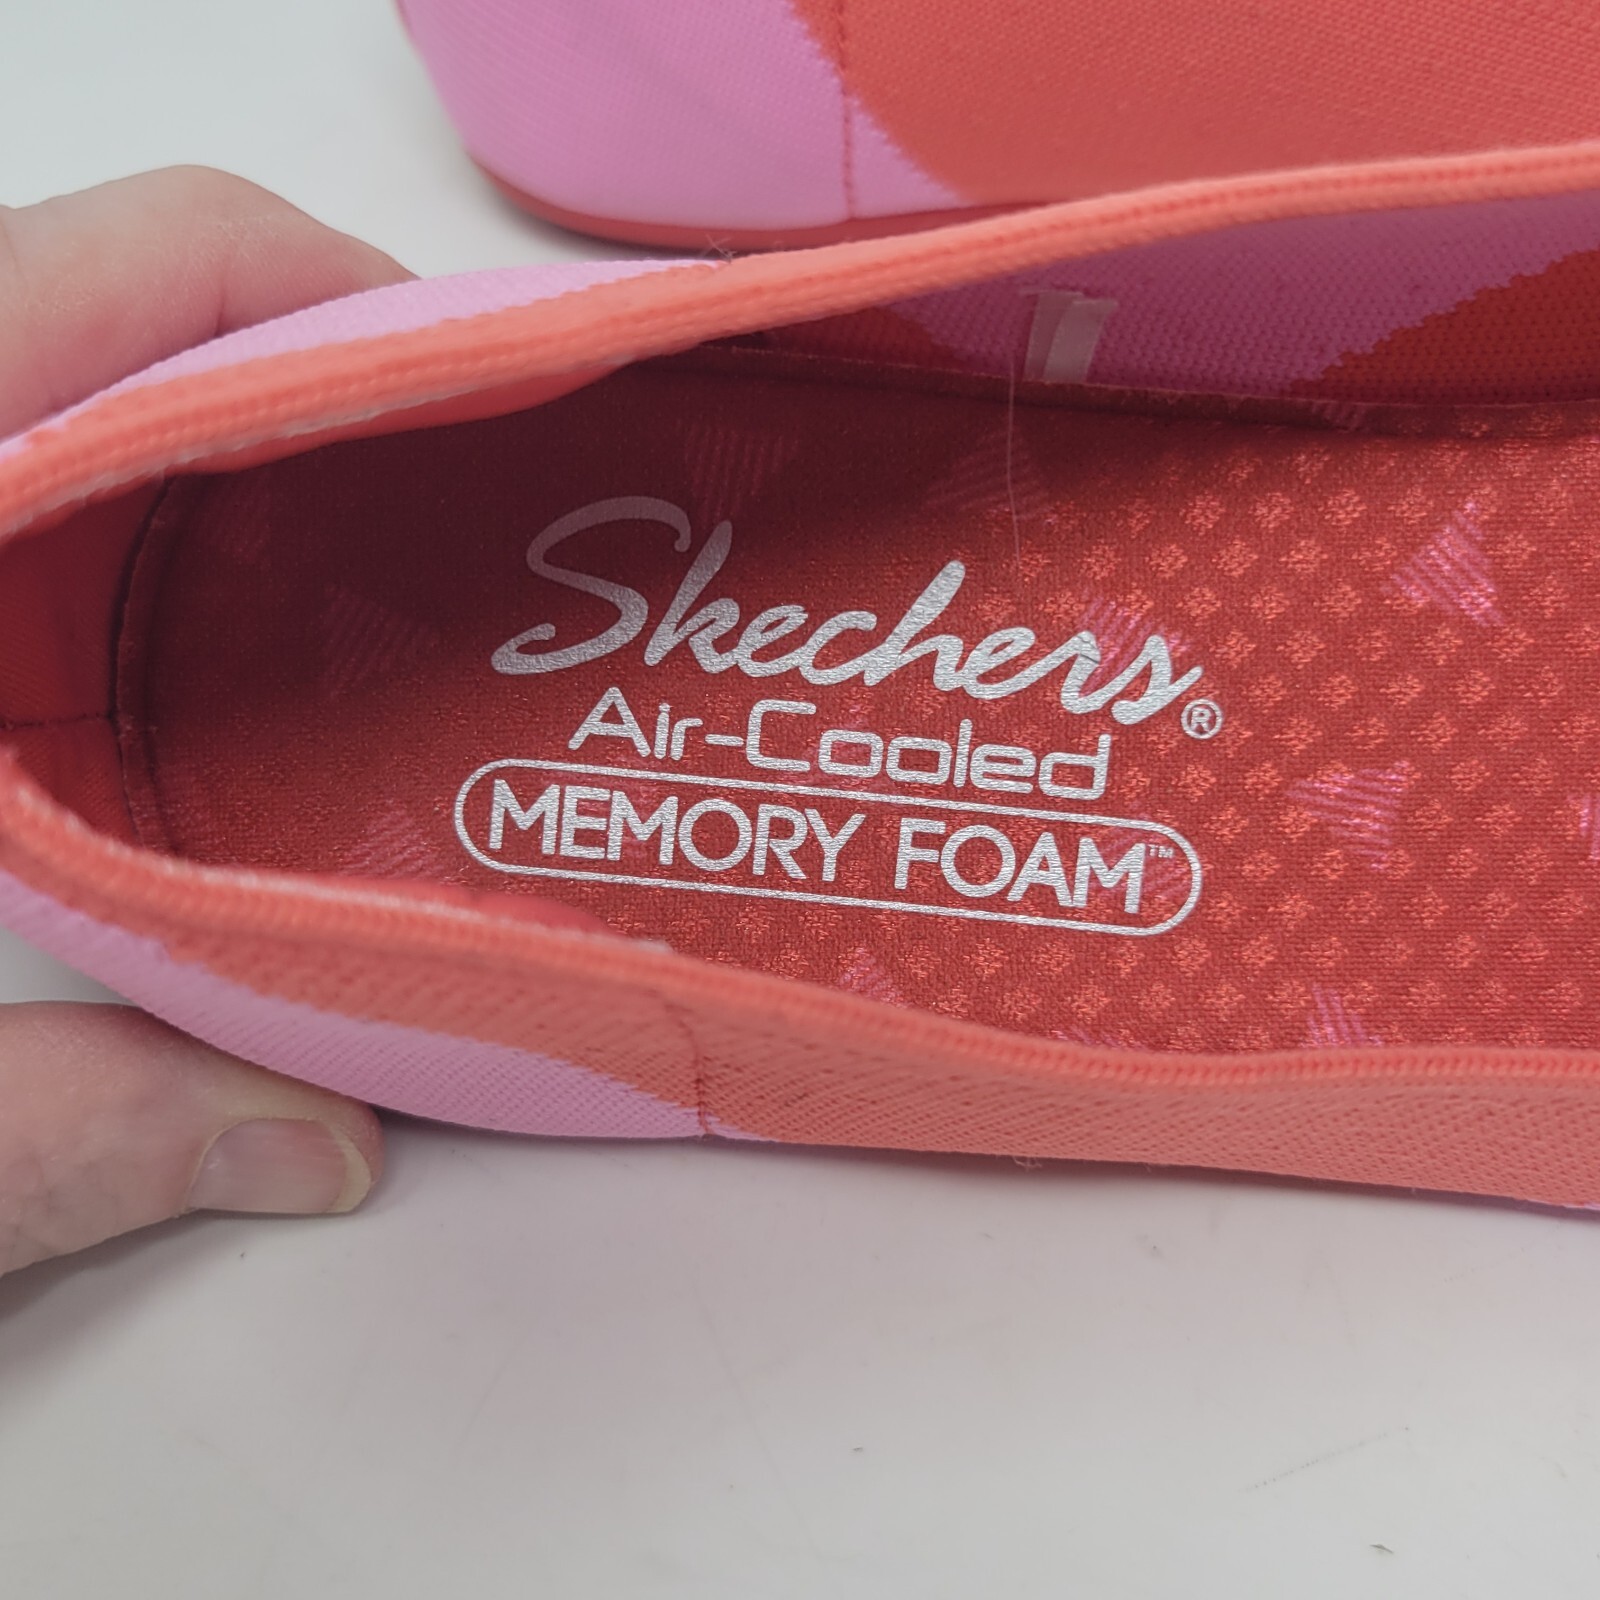 Skechers®
Air-Cooled
MEMORY FOAM™